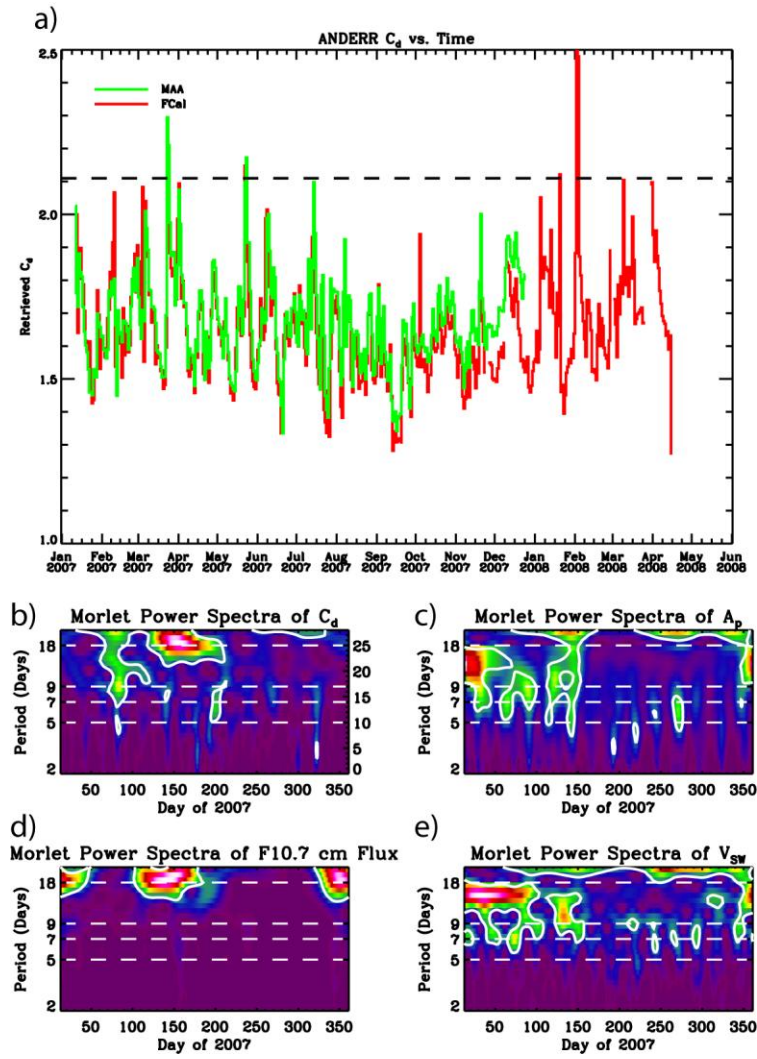 a)
ANDERR Cd vs. Time
2.5
MAA
FCal
2.0
Retrieved Cd
1.5
1.0
Jan Feb Mar Apr May Jun Jul Aug Sep Oct Nov Dec Jan Feb Mar Apr May Jun
2007 2007 2007 2007 2007 2007 2007 2007 2007 2007 2007 2007 2008 2008 2008 2008 2008 2008
b)
Morlet Power Spectra of Cd
Period (Days)
18
9
7
5
2
25
20
15
10
5
0
50 100 150 200 250 300 350
Day of 2007
c)
Morlet Power Spectra of Ap
Period (Days)
18
9
7
5
2
50 100 150 200 250 300 350
Day of 2007
d)
Morlet Power Spectra of F10.7 cm Flux
Period (Days)
18
9
7
5
2
50 100 150 200 250 300 350
Day of 2007
e)
Morlet Power Spectra of VSW
Period (Days)
18
9
7
5
2
50 100 150 200 250 300 350
Day of 2007